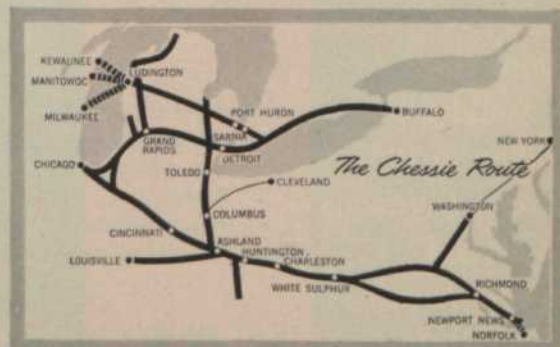 KEWAUNEE
MANITOWOC
LUDINGTON
MILWAUKEE
PORT HURON
BUFFALO
GRAND
RAPIDS
SARNIA
DETROIT
NEW YORK
CHICAGO
TOLEDO
The Chessie Route
CLEVELAND
WASHINGTON
COLUMBUS
CINCINNATI
ASHLAND
LOUISVILLE
HUNTINGTON
CHARLESTON
WHITE SULPHUR
RICHMOND
NEWPORT NEWS
NORFOLK